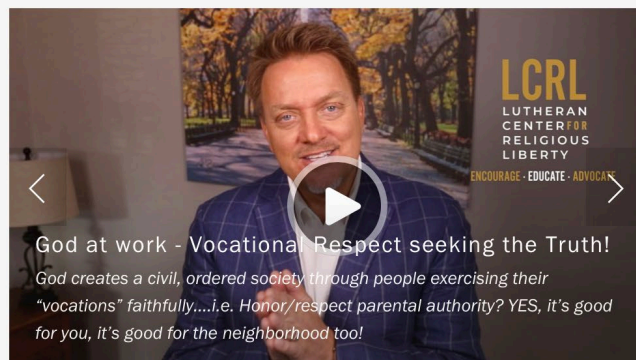 LCRL
LUTHERAN
CENTER FOR
RELIGIOUS
LIBERTY
ENCOURAGE · EDUCATE · ADVOCATE
God at work - Vocational Respect seeking the Truth!
God creates a civil, ordered society through people exercising their
“vocations” faithfully....i.e. Honor/respect parental authority? YES, it’s good
for you, it’s good for the neighborhood too!